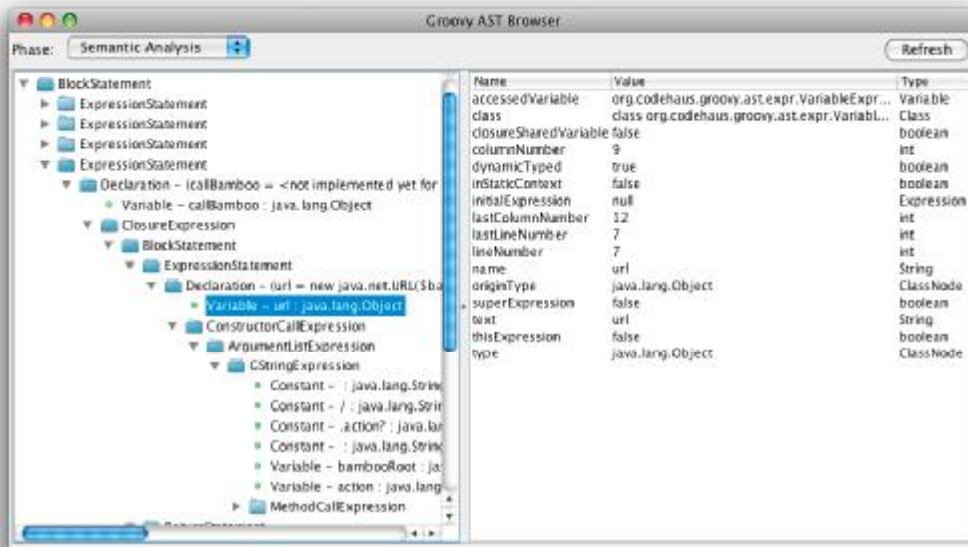 Groovy AST Browser
Phase: Semantic Analysis Refresh
BlockStatement
ExpressionStatement
ExpressionStatement
ExpressionStatement
ExpressionStatement
Declaration - (callBamboo = <not implemented yet for
Variable - callBamboo : java.lang.Object
ClosureExpression
BlockStatement
ExpressionStatement
Declaration - (url = new java.net.URL($ba
Variable - url : java.lang.Object
ConstructorCallExpression
ArgumentListExpression
GStringExpression
Constant - : java.lang.Strin
Constant - / : java.lang.Strin
Constant - .action? : java.lan
Constant - : java.lang.Strin
Variable - bambooRoot : ja
Variable - action : java.lang
MethodCallExpression
ReturnStatement
Name Value Type
accessedVariable org.codehaus.groovy.ast.expr.VariableExpr... Variable
class class org.codehaus.groovy.ast.expr.Variabl... Class
closureSharedVariable false boolean
columnNumber 9 int
dynamicTyped true boolean
inStaticContext false boolean
initialExpression null Expression
lastColumnNumber 12 int
lastLineNumber 7 int
lineNumber 7 int
name url String
originType java.lang.Object ClassNode
superExpression false boolean
text url String
thisExpression false boolean
type java.lang.Object ClassNode